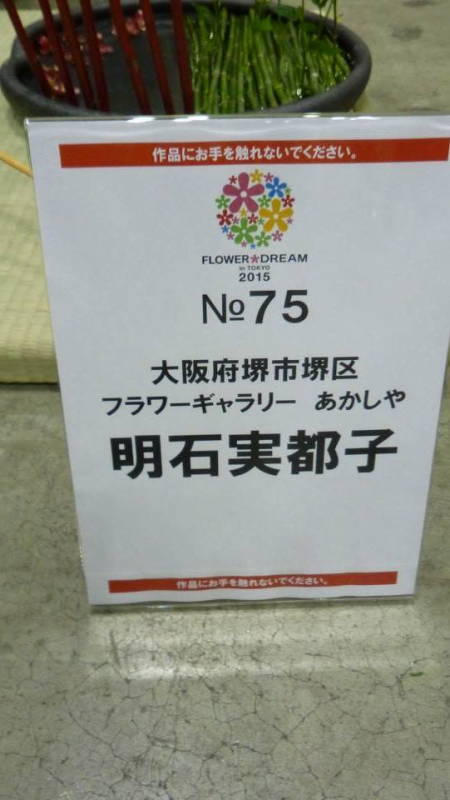 作品にお手を触れないでください。
FLOWER★DREAM
in TOKYO
2015
№75
大阪府堺市堺区
フラワーギャラリー あかしや
明石実都子
作品にお手を触れないでください。